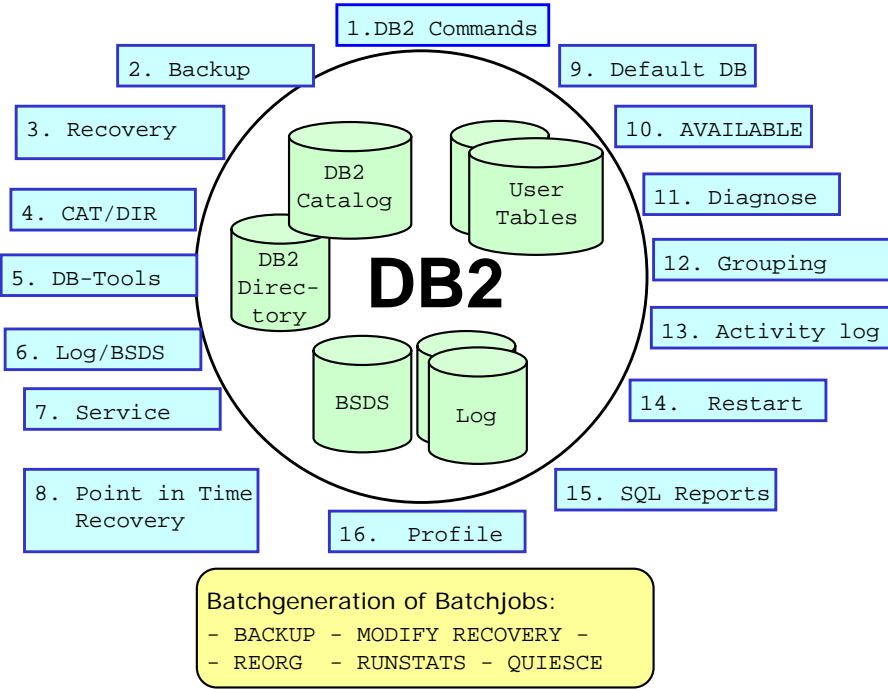 1.DB2 Commands
2. Backup
3. Recovery
4. CAT/DIR
5. DB-Tools
6. Log/BSDS
7. Service
8. Point in Time
Recovery
9. Default DB
10. AVAILABLE
11. Diagnose
12. Grouping
13. Activity log
14. Restart
15. SQL Reports
16. Profile
DB2
Catalog
User
Tables
DB2
Direc-
tory
DB2
BSDS
Log
Batchgeneration of Batchjobs:
- BACKUP - MODIFY RECOVERY -
- REORG - RUNSTATS - QUIESCE